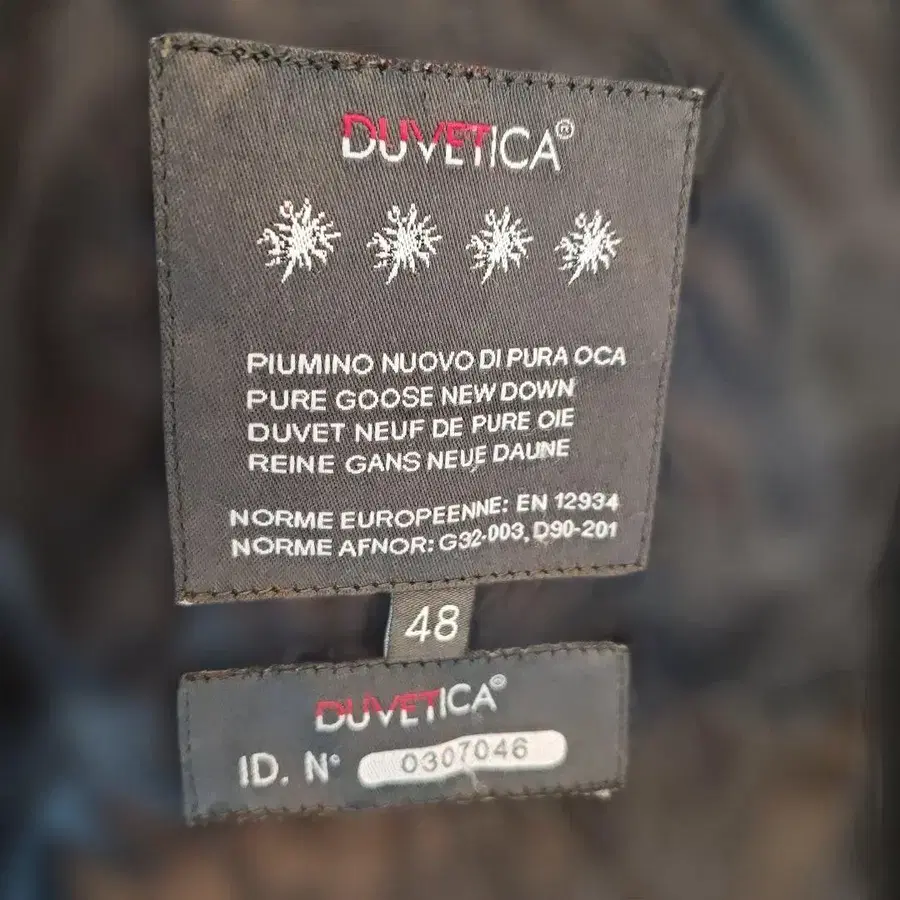 DUVETICA®
PIUMINO NUOVO DI PURA OCA
PURE GOOSE NEW DOWN
DUVET NEUF DE PURE OIE
REINE GANS NEUE DAUNE
NORME EUROPEENNE: EN 12934
NORME AFNOR: G32-003, D90-201
48
DUVETICA®
ID. N° 0307046